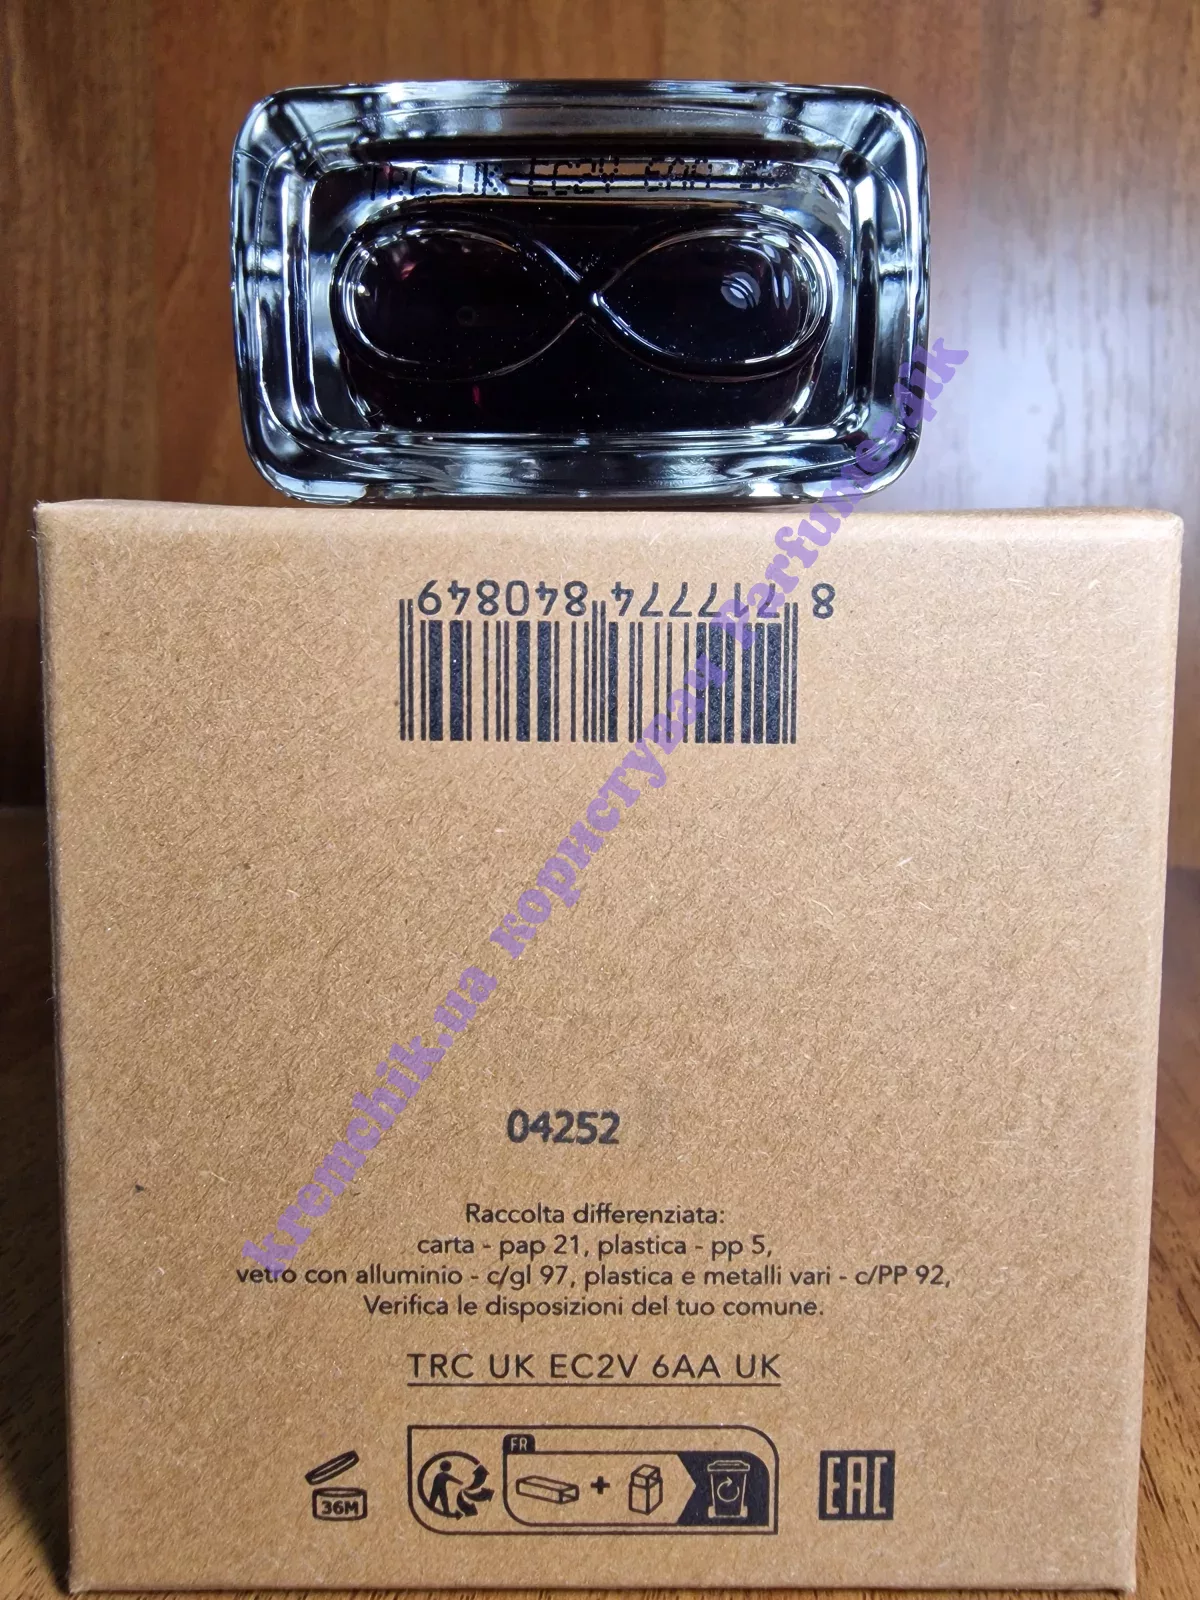 TRC UK EC2V 6AA UK
8 717774 840849
04252
Raccolta differenziata:
carta - pap 21, plastica - pp 5,
vetro con alluminio - c/gl 97, plastica e metalli vari - c/PP 92,
Verifica le disposizioni del tuo comune.
TRC UK EC2V 6AA UK
FR
36M
EAC
kremchik.ua користувач